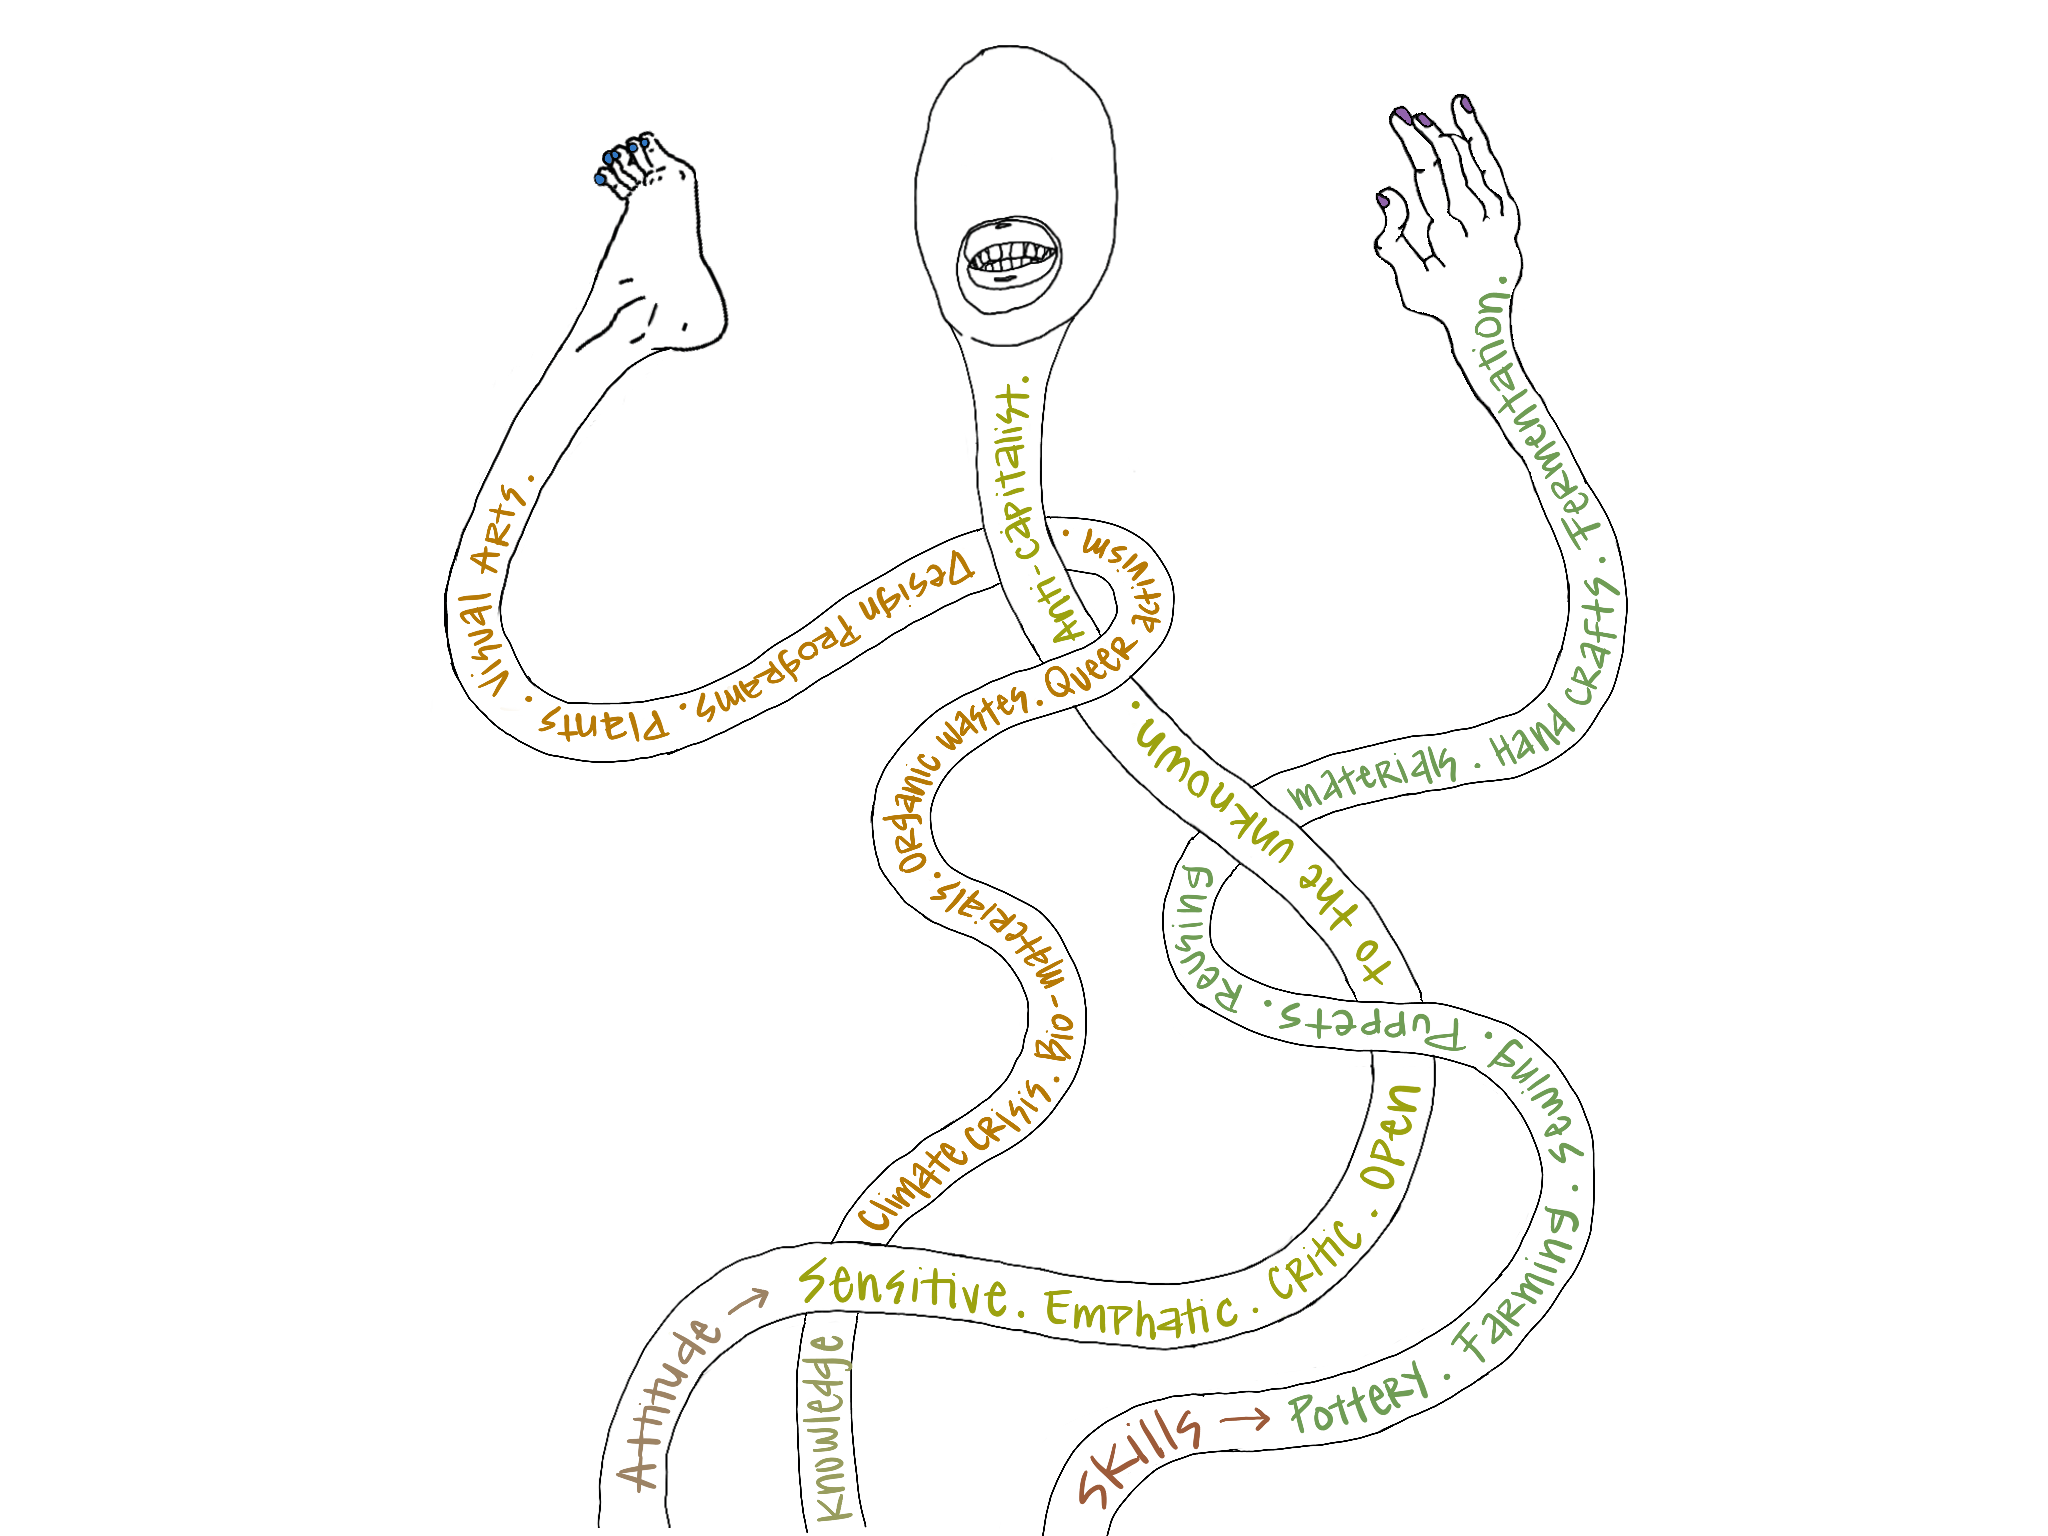 Attitude → Sensitive. Emphatic. Critic. Open to the unknown. Anti-capitalist.
Knowledge Climate crisis. Bio-materials. Organic wastes. Queer activism. Design Programs. Plants. Visual Arts.
Skills → Pottery. Farming. Sewing. Puppets. Reusing materials. Hand crafts. Fermentation.